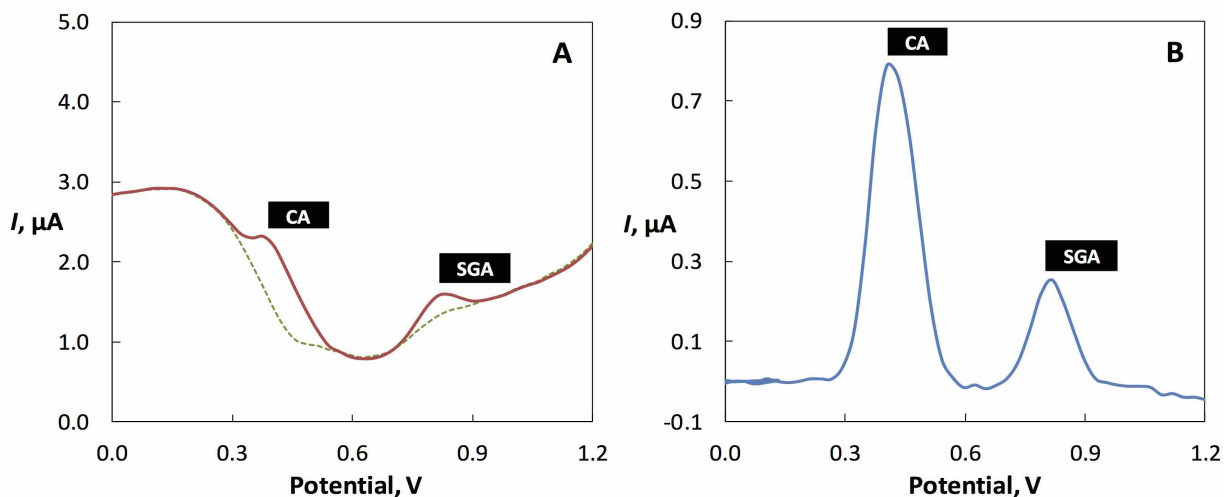 A
5.0
4.0
3.0
2.0
1.0
0.0
I, µA
CA
SGA
0.0 0.3 0.6 0.9 1.2
Potential, V
B
0.9
0.7
0.5
0.3
0.1
-0.1
I, µA
CA
SGA
0.0 0.3 0.6 0.9 1.2
Potential, V